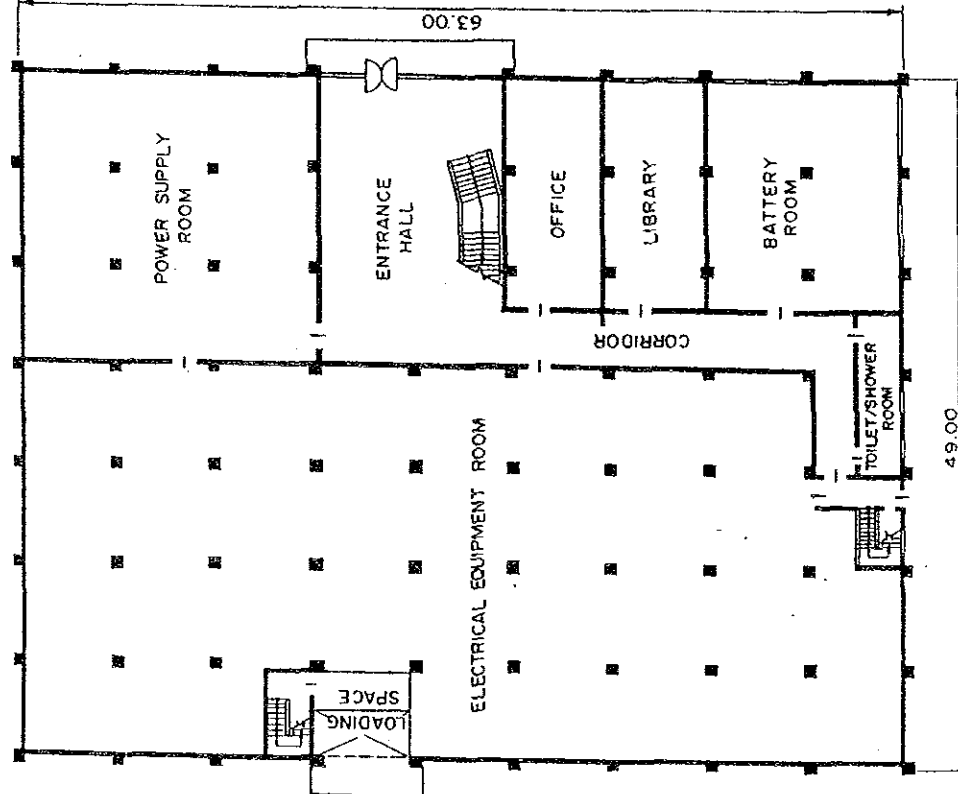 63.00
POWER SUPPLY
ROOM
ENTRANCE
HALL
OFFICE
LIBRARY
BATTERY
ROOM
CORRIDOR
TOILET/SHOWER
ROOM
ELECTRICAL EQUIPMENT ROOM
LOADING
SPACE
49.00